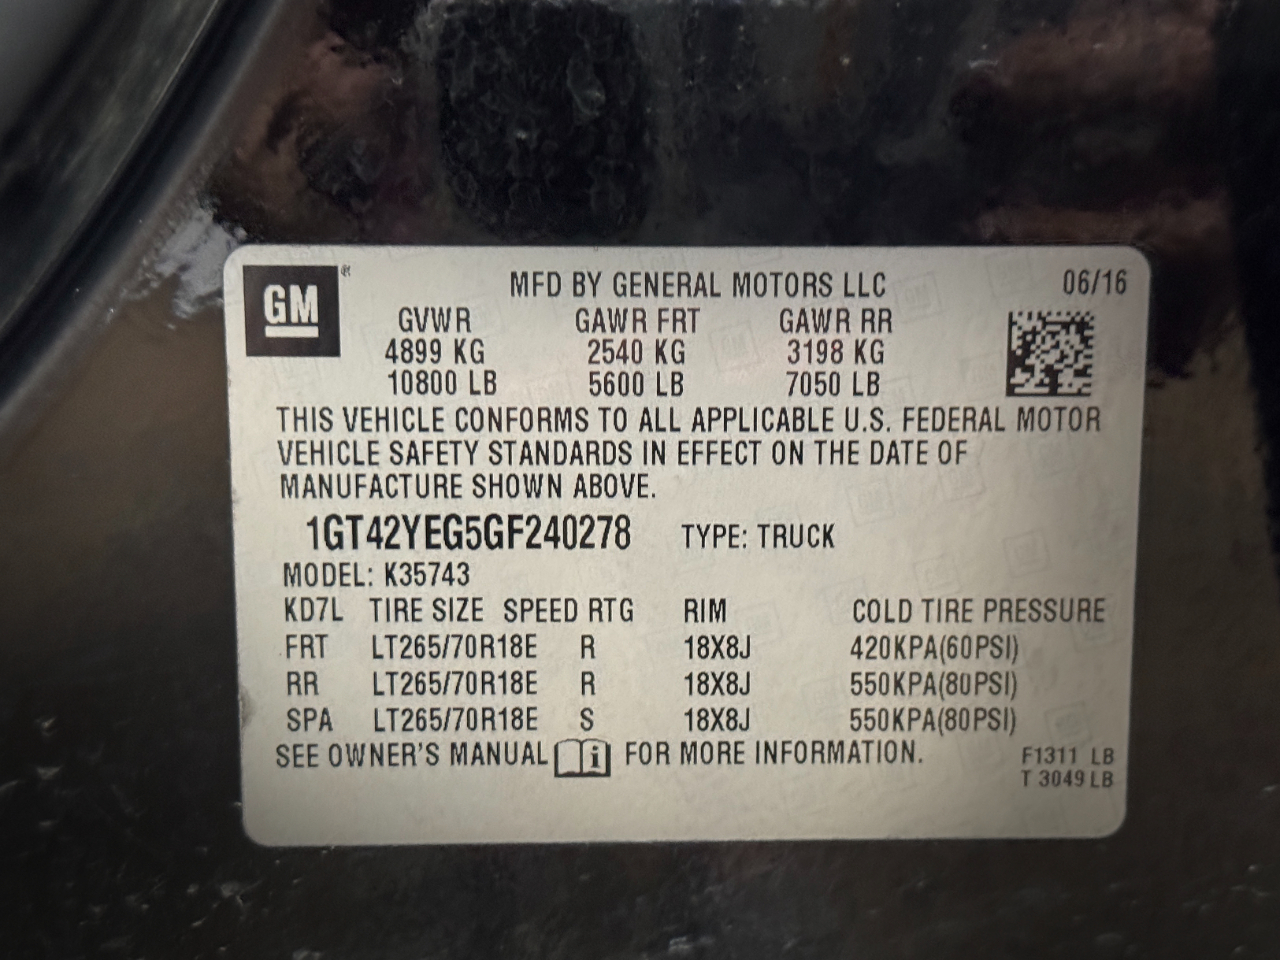 GM® MFD BY GENERAL MOTORS LLC 06/16
GVWR GAWR FRT GAWR RR
4899 KG 2540 KG 3198 KG
10800 LB 5600 LB 7050 LB
THIS VEHICLE CONFORMS TO ALL APPLICABLE U.S. FEDERAL MOTOR
VEHICLE SAFETY STANDARDS IN EFFECT ON THE DATE OF
MANUFACTURE SHOWN ABOVE.
1GT42YEG5GF240278 TYPE: TRUCK
MODEL: K35743
KD7L TIRE SIZE SPEED RTG RIM COLD TIRE PRESSURE
FRT LT265/70R18E R 18X8J 420KPA(60PSI)
RR LT265/70R18E R 18X8J 550KPA(80PSI)
SPA LT265/70R18E S 18X8J 550KPA(80PSI)
SEE OWNER'S MANUAL i FOR MORE INFORMATION.
F1311 LB
T 3049 LB